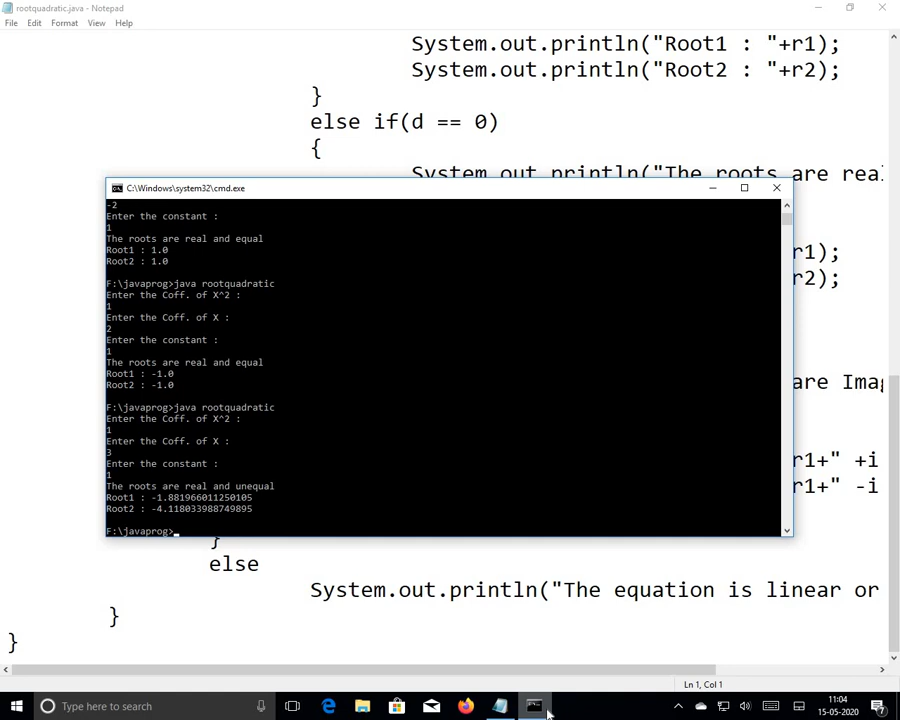 rootquadratic.java - Notepad
File Edit Format View Help
System.out.println("Root1 : "+r1);
System.out.println("Root2 : "+r2);
}
else if(d == 0)
{
System.out.println("The roots are real
C:\Windows\system32\cmd.exe
-2
Enter the constant :
1
The roots are real and equal
Root1 : 1.0
Root2 : 1.0
F:\javaprog>java rootquadratic
Enter the Coff. of X^2 :
1
Enter the Coff. of X :
2
Enter the constant :
1
The roots are real and equal
Root1 : -1.0
Root2 : -1.0
F:\javaprog>java rootquadratic
Enter the Coff. of X^2 :
1
Enter the Coff. of X :
3
Enter the constant :
1
The roots are real and unequal
Root1 : -1.881966011250105
Root2 : -4.118033988749895
F:\javaprog>
r1);
r2);
are Imag
r1+" +i
r1+" -i
}
else
System.out.println("The equation is linear or
}
}
Ln 1, Col 1
Type here to search
11:04
15-05-2020
7